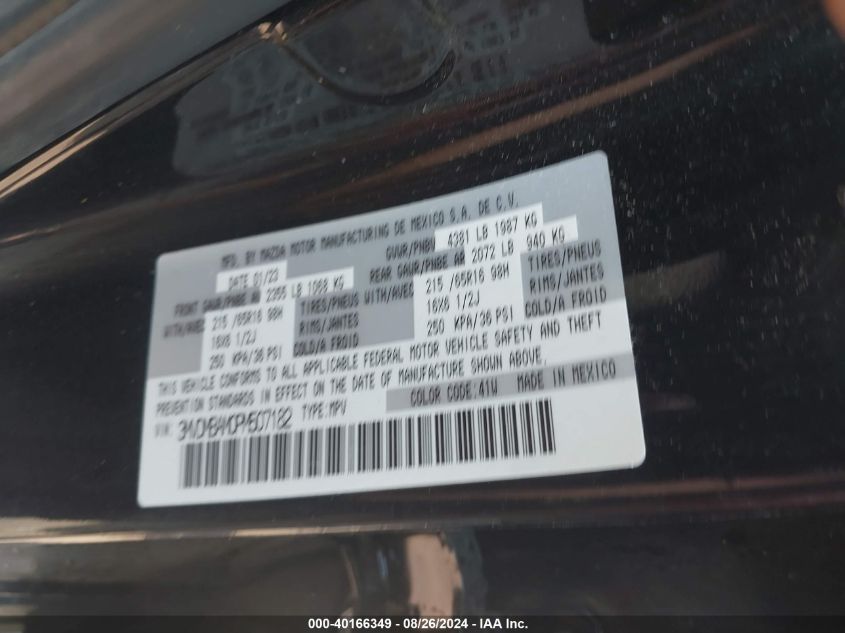 MFD. BY MAZDA MOTOR MANUFACTURING DE MEXICO S.A. DE C.V.
DATE 01/23 GVWR/PNBV 4381 LB 1987 KG
FRONT GAWR/PNBE AV 2355 LB 1068 KG REAR GAWR/PNBE AR 2072 LB 940 KG
WITH/AVEC 215 /65R16 98H TIRES/PNEUS WITH/AVEC 215 /65R16 98H TIRES/PNEUS
16X6 1/2J RIMS/JANTES 16X6 1/2J RIMS/JANTES
250 KPA/36 PSI COLD/A FROID 250 KPA/36 PSI COLD/A FROID
THIS VEHICLE CONFORMS TO ALL APPLICABLE FEDERAL MOTOR VEHICLE SAFETY AND THEFT
PREVENTION STANDARDS IN EFFECT ON THE DATE OF MANUFACTURE SHOWN ABOVE.
VIN: TYPE:MPV COLOR CODE:41W MADE IN MEXICO
000-40166349 - 08/26/2024 - IAA Inc.